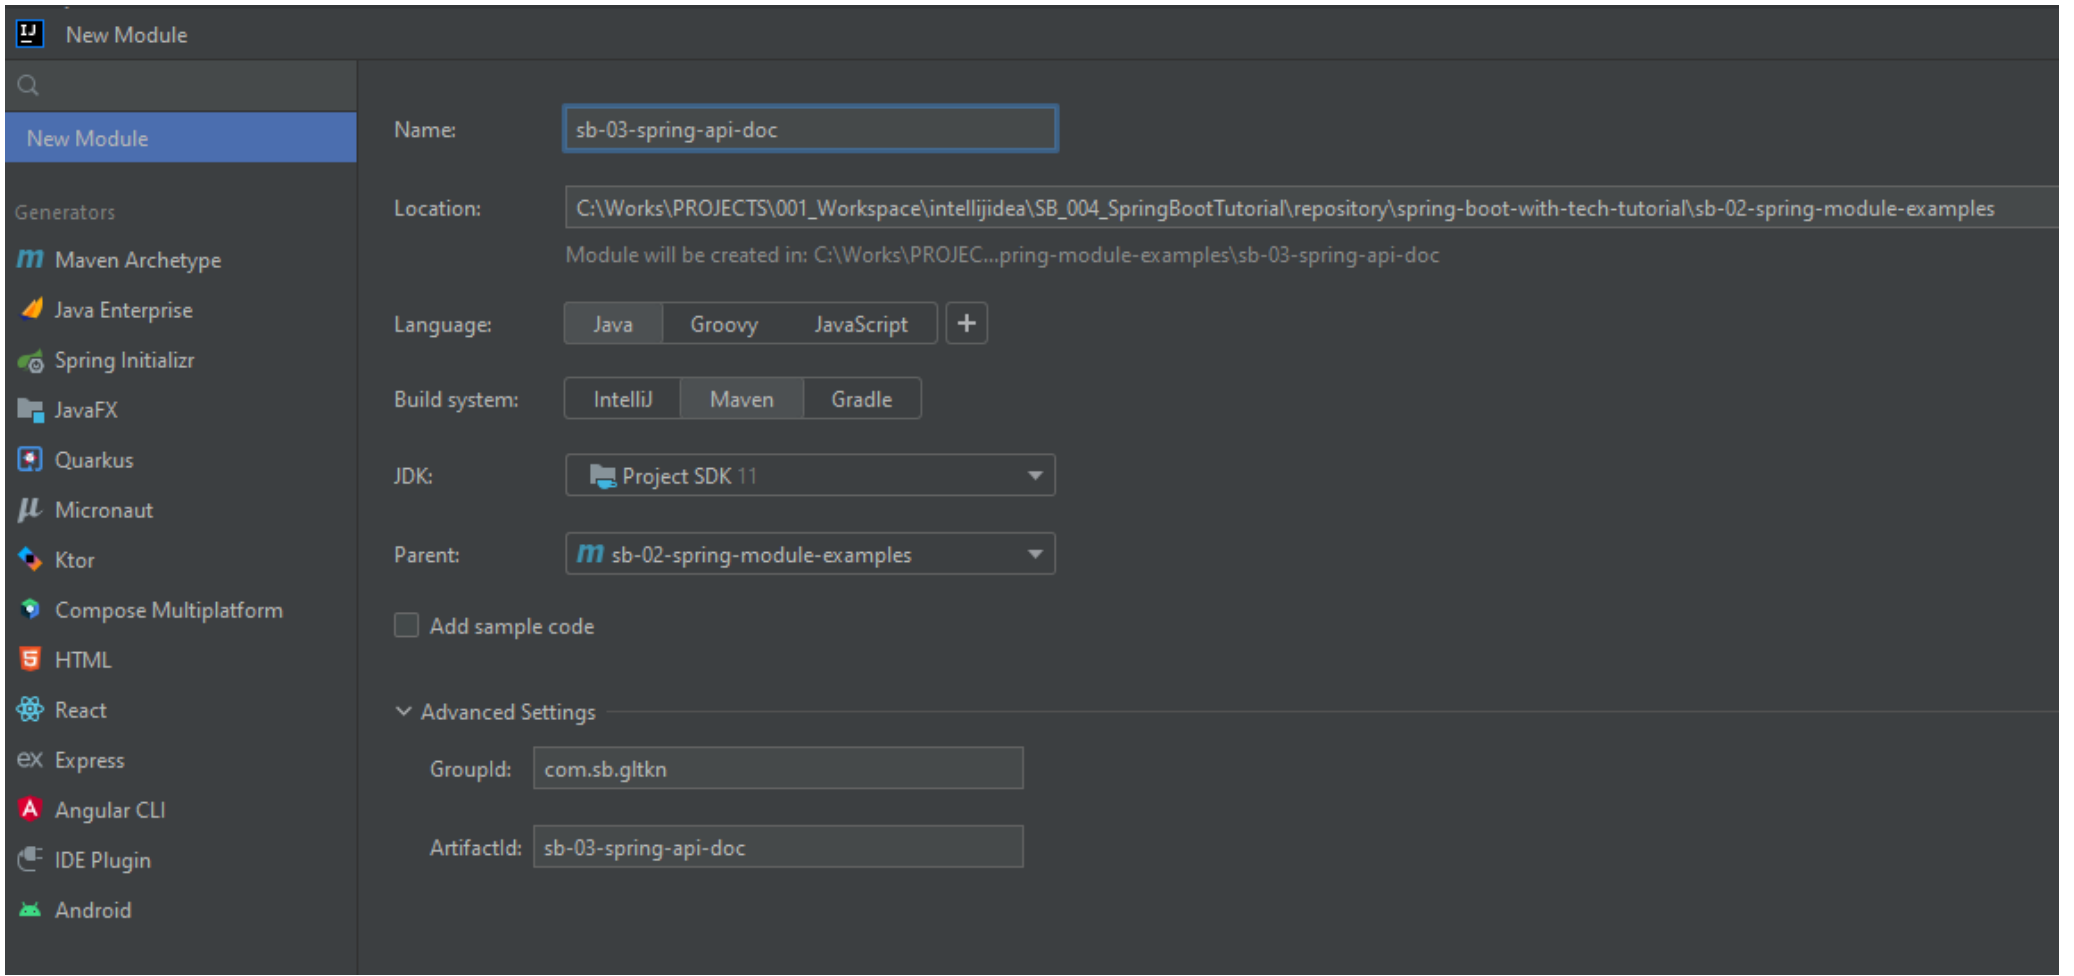 New Module
New Module
Generators
Maven Archetype
Java Enterprise
Spring Initializr
JavaFX
Quarkus
Micronaut
Ktor
Compose Multiplatform
HTML
React
ex Express
Angular CLI
IDE Plugin
Android
Name: sb-03-spring-api-doc
Location: C:\Works\PROJECTS\001_Workspace\intellijidea\SB_004_SpringBootTutorial\repository\spring-boot-with-tech-tutorial\sb-02-spring-module-examples
Module will be created in: C:\Works\PROJEC...pring-module-examples\sb-03-spring-api-doc
Language: Java Groovy JavaScript +
Build system: IntelliJ Maven Gradle
JDK: Project SDK 11
Parent: m sb-02-spring-module-examples
Add sample code
Advanced Settings
GroupId: com.sb.gltkn
ArtifactId: sb-03-spring-api-doc